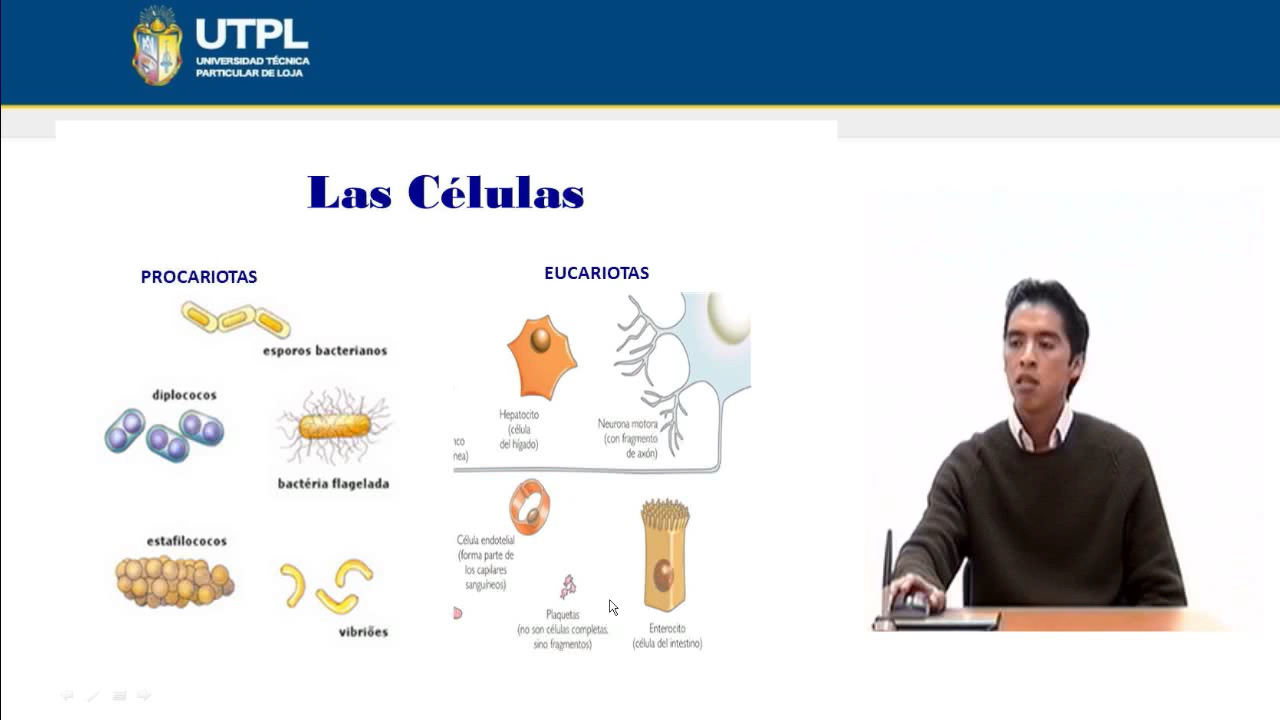 UTPL
UNIVERSIDAD TÉCNICA
PARTICULAR DE LOJA
Las Células
PROCARIOTAS
esporos bacterianos
diplococos
bactéria flagelada
estafilococos
vibriões
EUCARIOTAS
Hepatocito
(célula
del hígado)
Neurona motora
(con fragmento
de axón)
nco
nea)
Célula endotelial
(forma parte de
los capilares
sanguíneos)
Plaquetas
(no son células completas,
sino fragmentos)
Enterocito
(célula del intestino)